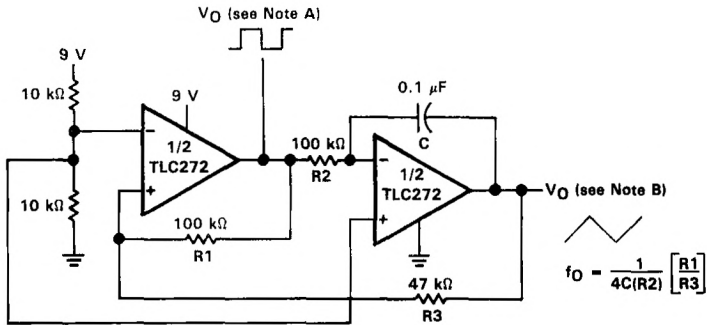 VO (see Note A)
9 V
10 kΩ
9 V
−
1/2
TLC272
+
10 kΩ
100 kΩ
R1
100 kΩ
R2
0.1 μF
C
−
1/2
TLC272
+
VO (see Note B)
47 kΩ
R3
fO = 1/4C(R2) [R1/R3]